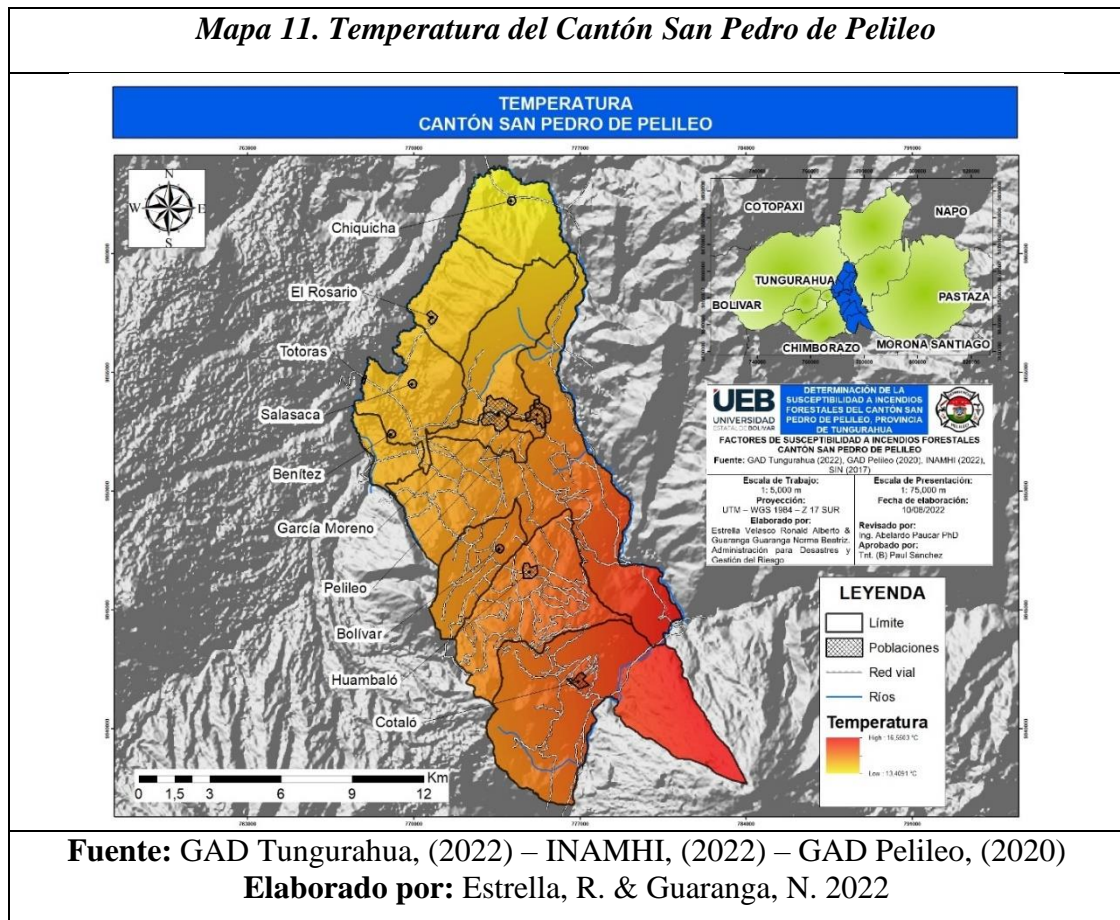 Mapa 11. Temperatura del Cantón San Pedro de Pelileo
TEMPERATURA
CANTÓN SAN PEDRO DE PELILEO
763000
770000
777000
784000
N
W
E
S
Chiquicha
El Rosario
Totoras
Salasaca
Benítez
García Moreno
Pelileo
Bolívar
Huambaló
Cotaló
COTOPAXI
NAPO
TUNGURAHUA
BOLIVAR
PASTAZA
CHIMBORAZO
MORONA SANTIAGO
UEB
UNIVERSIDAD
ESTATAL DE BOLÍVAR
DETERMINACIÓN DE LA
SUSCEPTIBILIDAD A INCENDIOS
FORESTALES DEL CANTÓN SAN
PEDRO DE PELILEO, PROVINCIA
DE TUNGURAHUA
FACTORES DE SUSCEPTIBILIDAD A INCENDIOS FORESTALES
CANTÓN SAN PEDRO DE PELILEO
Fuente: GAD Tungurahua (2022), GAD Pelileo (2020), INAMHI (2022),
SIN (2017)
Escala de Trabajo:
1: 5,000 m
Proyección:
UTM – WGS 1984 – Z 17 SUR
Elaborado por:
Estrella Velasco Ronald Alberto &
Guaranga Guaranga Norma Beatriz.
Administración para Desastres y
Gestión del Riesgo
Escala de Presentación:
1: 75,000 m
Fecha de elaboración:
10/08/2022
Revisado por:
Ing. Abelardo Paucar PhD
Aprobado por:
Tnt. (B) Paul Sánchez
LEYENDA
Límite
Poblaciones
Red vial
Ríos
Temperatura
Km
0 1,5 3 6 9 12
Fuente: GAD Tungurahua, (2022) – INAMHI, (2022) – GAD Pelileo, (2020)
Elaborado por: Estrella, R. & Guaranga, N. 2022